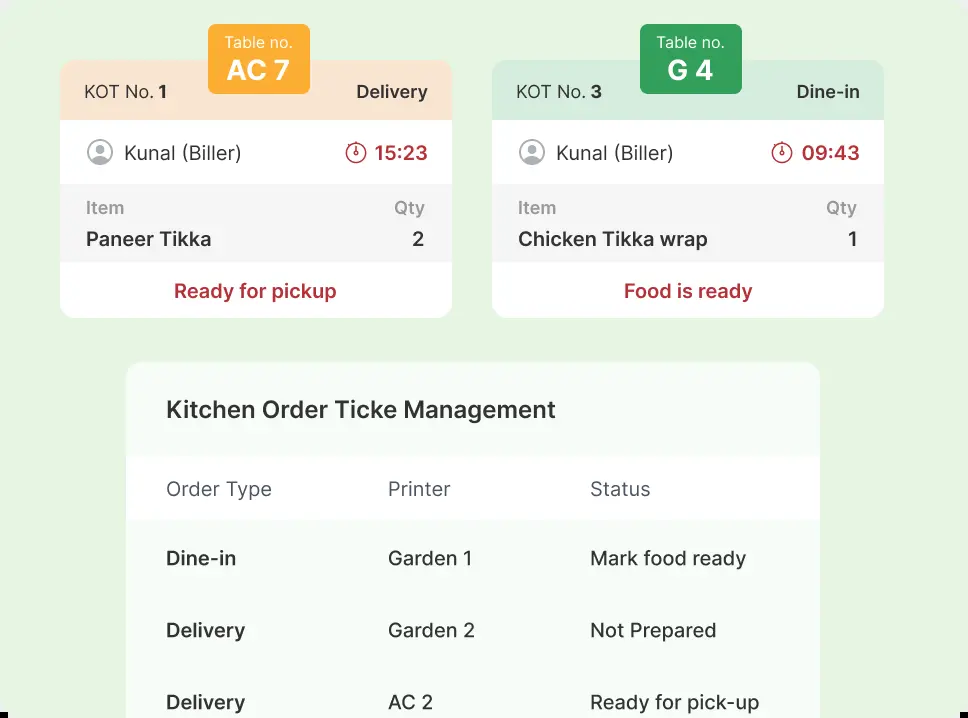 Table no.
AC 7
KOT No. 1
Delivery
Kunal (Biller)
15:23
Item Qty
Paneer Tikka 2
Ready for pickup
Table no.
G 4
KOT No. 3
Dine-in
Kunal (Biller)
09:43
Item Qty
Chicken Tikka wrap 1
Food is ready
Kitchen Order Ticke Management
Order Type Printer Status
Dine-in Garden 1 Mark food ready
Delivery Garden 2 Not Prepared
Delivery AC 2 Ready for pick-up